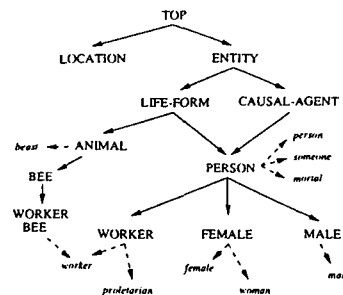 TOP
LOCATION ENTITY
LIFE-FORM CAUSAL-AGENT
beast ANIMAL person
BEE PERSON someone
mortal
WORKER
BEE WORKER FEMALE MALE
worker female
proletarian woman